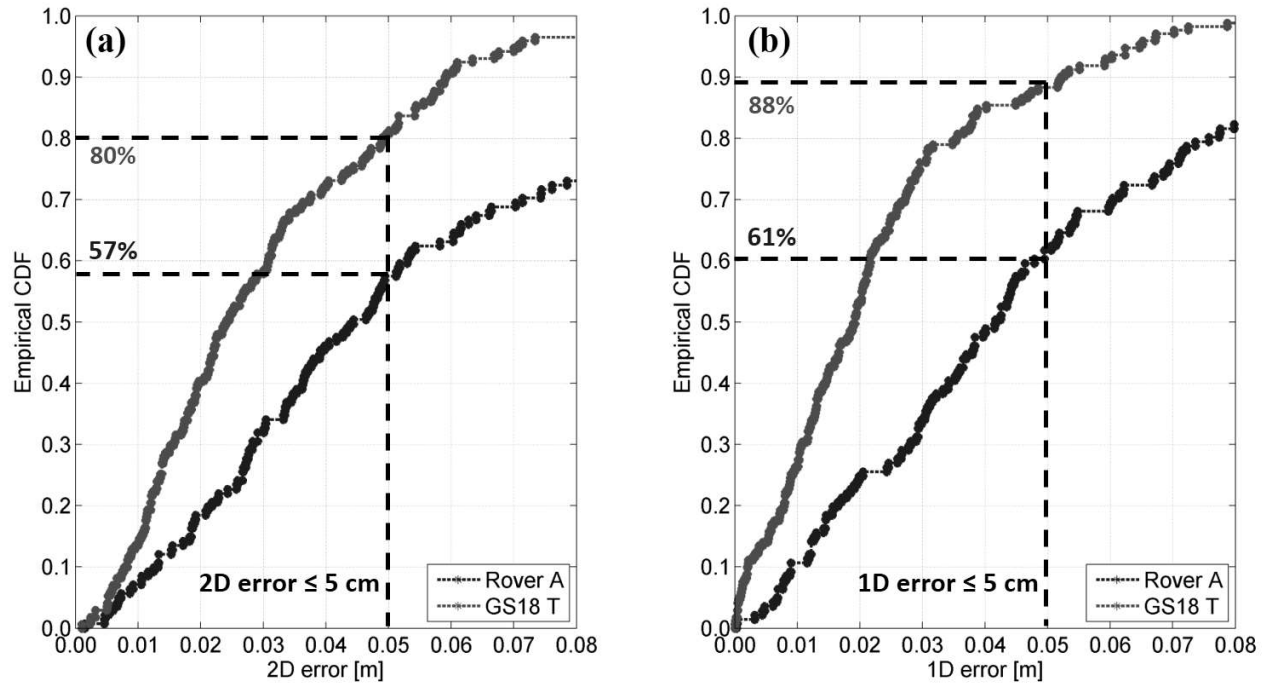 (a)
Empirical CDF
1.0
0.9
0.8
0.7
0.6
0.5
0.4
0.3
0.2
0.1
0.0
80%
57%
2D error ≤ 5 cm
Rover A
GS18 T
0.00 0.01 0.02 0.03 0.04 0.05 0.06 0.07 0.08
2D error [m]
(b)
Empirical CDF
1.0
0.9
0.8
0.7
0.6
0.5
0.4
0.3
0.2
0.1
0.0
88%
61%
1D error ≤ 5 cm
Rover A
GS18 T
0.00 0.01 0.02 0.03 0.04 0.05 0.06 0.07 0.08
1D error [m]